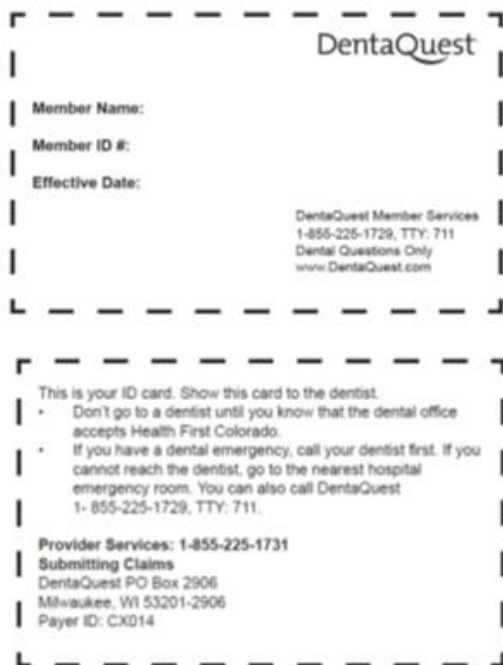 DentaQuest
Member Name:
Member ID #:
Effective Date:
DentaQuest Member Services
1-855-225-1729, TTY: 711
Dental Questions Only
www.DentaQuest.com
This is your ID card. Show this card to the dentist.
• Don't go to a dentist until you know that the dental office
accepts Health First Colorado.
• If you have a dental emergency, call your dentist first. If you
cannot reach the dentist, go to the nearest hospital
emergency room. You can also call DentaQuest
1- 855-225-1729, TTY: 711.
Provider Services: 1-855-225-1731
Submitting Claims
DentaQuest PO Box 2906
Milwaukee, WI 53201-2906
Payer ID: CX014